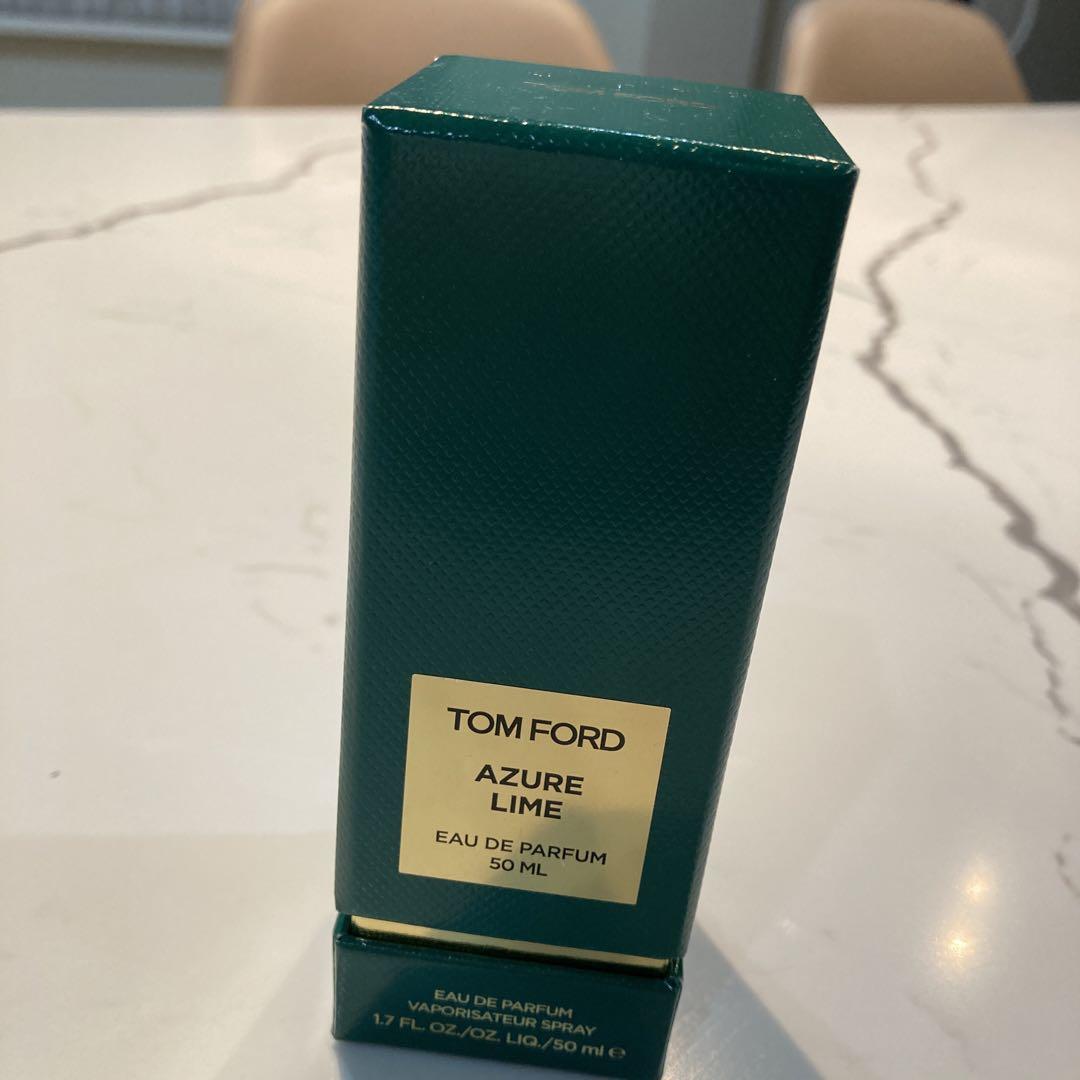 TOM FORD
AZURE
LIME
EAU DE PARFUM
50 ML
EAU DE PARFUM
VAPORISATEUR SPRAY
1.7 FL. OZ./OZ. LIQ./50 ml ℮